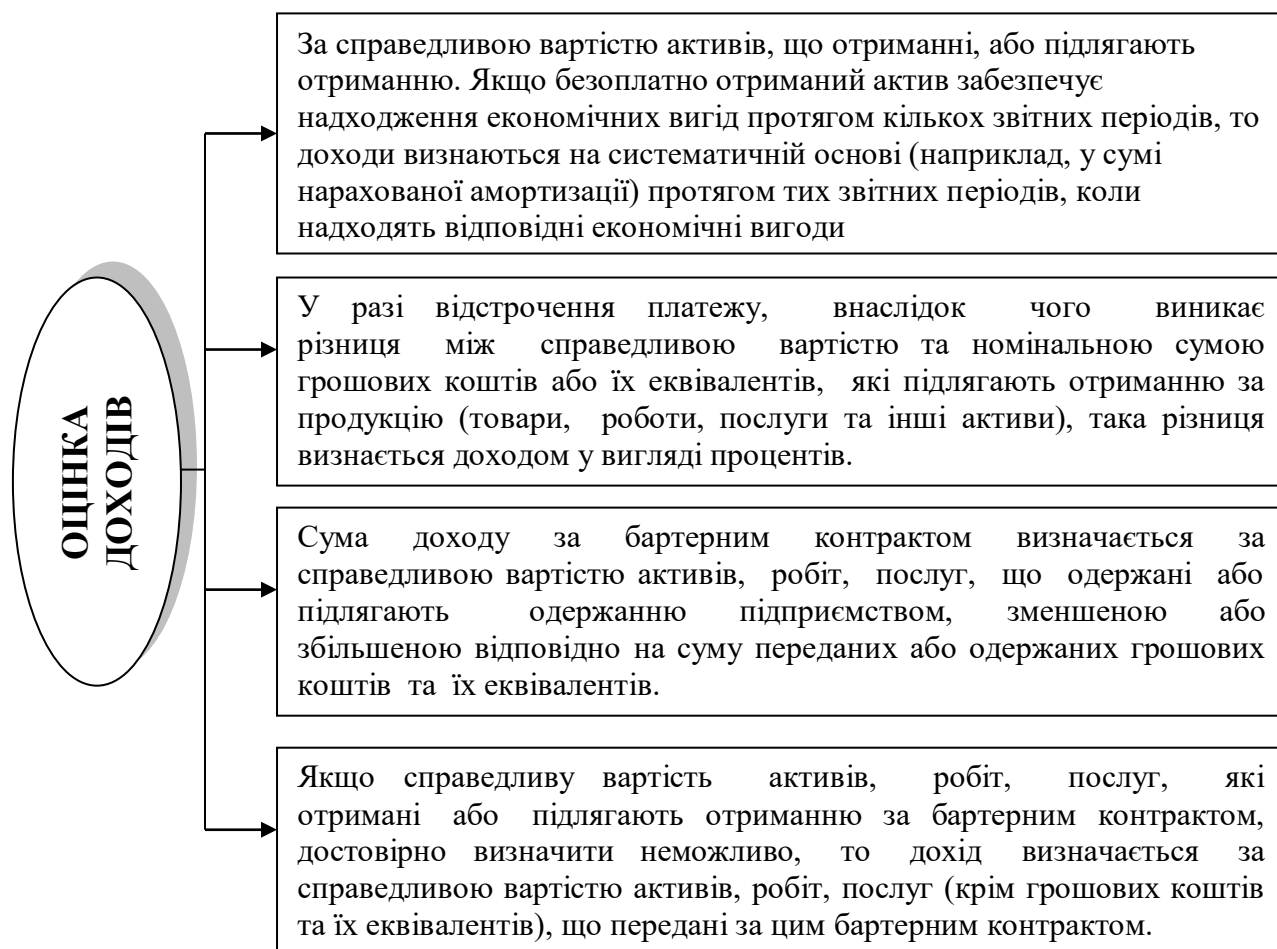 За справедливою вартістю активів, що отриманні, або підлягають
отриманню. Якщо безоплатно отриманий актив забезпечує
надходження економічних вигід протягом кількох звітних періодів, то
доходи визнаються на систематичній основі (наприклад, у сумі
нарахованої амортизації) протягом тих звітних періодів, коли
надходять відповідні економічні вигоди
ОЦІНКА
ДОХОДІВ
У разі відстрочення платежу, внаслідок чого виникає
різниця між справедливою вартістю та номінальною сумою
грошових коштів або їх еквівалентів, які підлягають отриманню за
продукцію (товари, роботи, послуги та інші активи), така різниця
визнається доходом у вигляді процентів.
Сума доходу за бартерним контрактом визначається за
справедливою вартістю активів, робіт, послуг, що одержані або
підлягають одержанню підприємством, зменшеною або
збільшеною відповідно на суму переданих або одержаних грошових
коштів та їх еквівалентів.
Якщо справедливу вартість активів, робіт, послуг, які
отримані або підлягають отриманню за бартерним контрактом,
достовірно визначити неможливо, то дохід визначається за
справедливою вартістю активів, робіт, послуг (крім грошових коштів
та їх еквівалентів), що передані за цим бартерним контрактом.